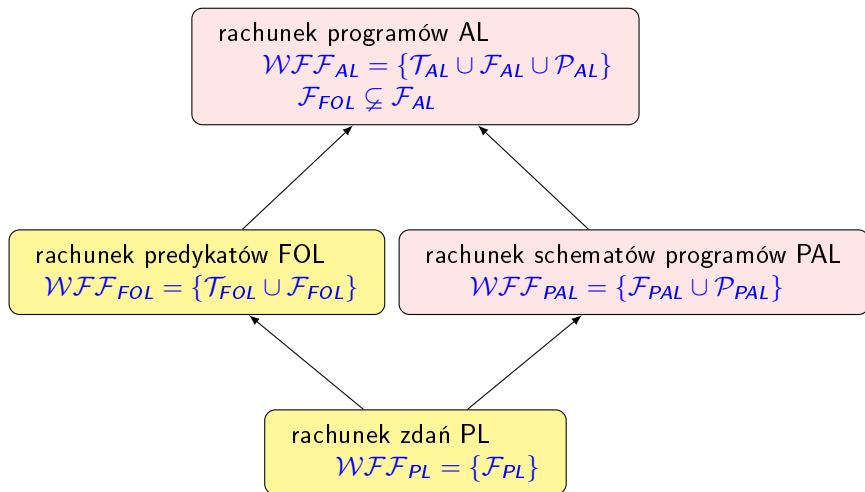 rachunek programów AL
𝒲ℱℱ_AL = {𝒯_AL ∪ ℱ_AL ∪ 𝒫_AL}
ℱ_FOL ⊊ ℱ_AL
rachunek predykatów FOL
𝒲ℱℱ_FOL = {𝒯_FOL ∪ ℱ_FOL}
rachunek schematów programów PAL
𝒲ℱℱ_PAL = {ℱ_PAL ∪ 𝒫_PAL}
rachunek zdań PL
𝒲ℱℱ_PL = {ℱ_PL}